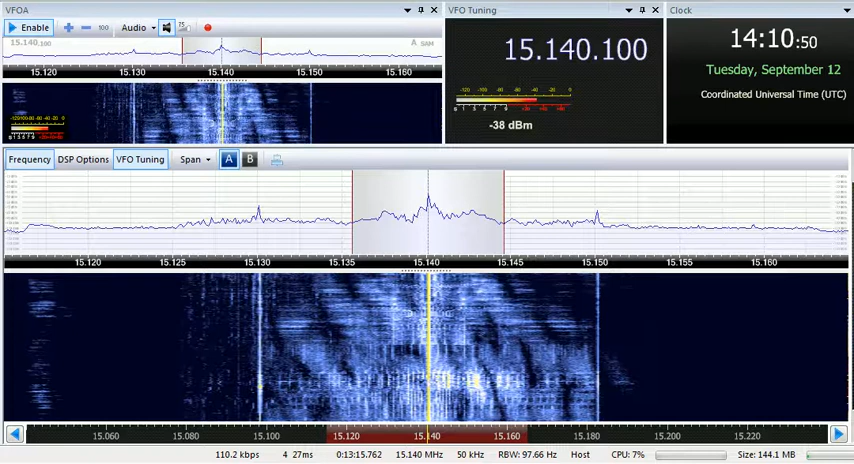 VFOA
VFO Tuning
Clock
Enable
100
Audio
75
15.140.100
A SAM
15.120 15.130 15.140 15.150 15.160
15.140.100
-38 dBm
14:10:50
Tuesday, September 12
Coordinated Universal Time (UTC)
Frequency DSP Options VFO Tuning Span A B
15.120 15.125 15.130 15.135 15.140 15.145 15.150 15.155 15.160
15.060 15.080 15.100 15.120 15.140 15.160 15.180 15.200 15.220
110.2 kbps 4 27ms 0:13:15.762 15.140 MHz 50 kHz RBW: 97.66 Hz Host CPU: 7% Size: 144.1 MB